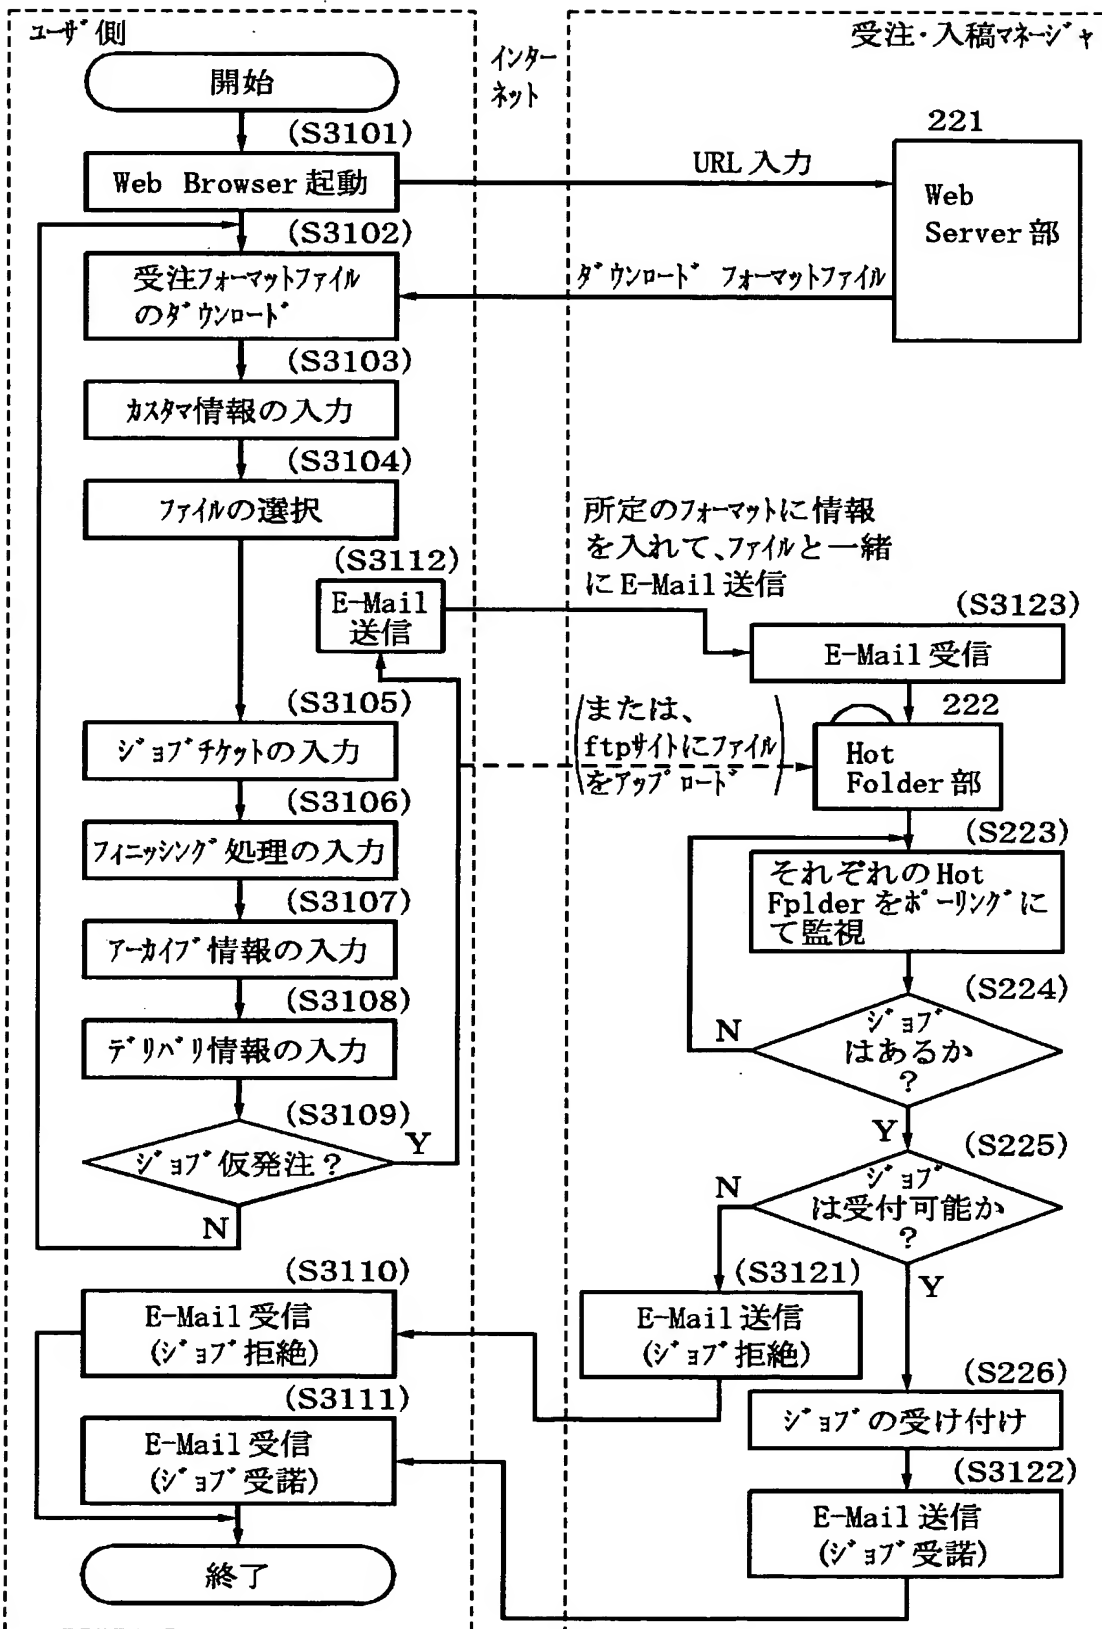 ユーザ側
開始
(S3101)
Web Browser起動
(S3102)
受注フォーマットファイル
のダウンロード
(S3103)
カスタマ情報の入力
(S3104)
ファイルの選択
(S3112)
E-Mail
送信
(S3105)
ジョブチケットの入力
(S3106)
フィニッシング処理の入力
(S3107)
アーカイブ情報の入力
(S3108)
デリバリ情報の入力
(S3109)
ジョブ仮発注?
Y
N
(S3110)
E-Mail受信
(ジョブ拒絶)
(S3111)
E-Mail受信
(ジョブ受諾)
終了
インター
ネット
受注・入稿マネージャ
URL入力
221
Web
Server部
ダウンロード フォーマットファイル
所定のフォーマットに情報
を入れて、ファイルと一緒
にE-Mail送信
(S3123)
E-Mail受信
(または、
ftpサイトにファイル
をアップロード)
222
Hot
Folder部
(S223)
それぞれのHot
Fplderをポーリングに
て監視
(S224)
ジョブ
はあるか
?
N
Y
(S225)
ジョブ
は受付可能か
?
N
Y
(S3121)
E-Mail送信
(ジョブ拒絶)
(S226)
ジョブの受け付け
(S3122)
E-Mail送信
(ジョブ受諾)